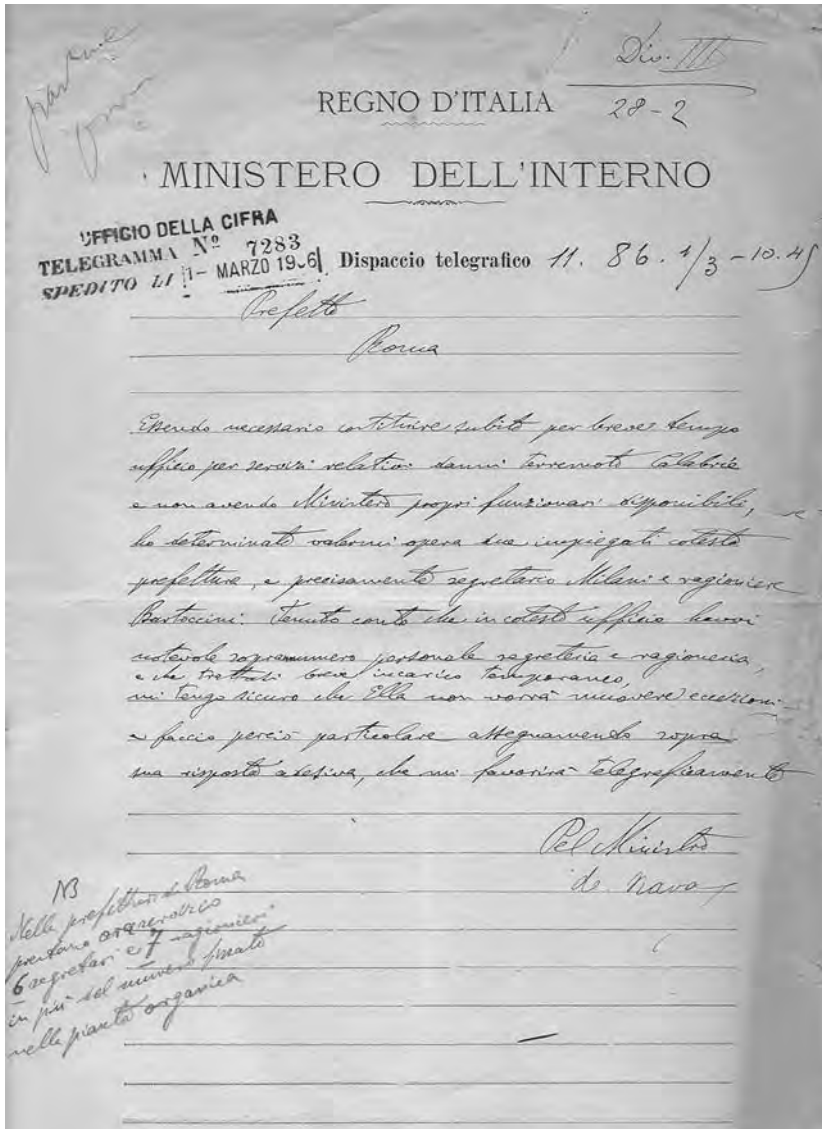 Div. III
28-2
REGNO D'ITALIA
MINISTERO DELL'INTERNO
UFFICIO DELLA CIFRA
TELEGRAMMA Nº 7283
SPEDITO LI 1- MARZO 19 6
Dispaccio telegrafico 11. 86. 1/3 - 10.45
Prefetto
Roma
Essendo necessario costituire subito per breve tempo
ufficio per servizi relativi danni terremoto Calabrie
e non avendo Ministero propri funzionari disponibili,
ho determinato valermi opera due impiegati cotesta
prefettura, e precisamente segretario Milani e ragioniere
Bartoccini. Tenuto conto che in cotesto ufficio havvi
notevole soprannumero personale segreteria e ragioneria,
e che trattasi breve incarico temporaneo,
mi tengo sicuro che Ella non vorrà muovere eccezioni
e faccio perciò particolare assegnamento sopra
sua risposta adesiva, che mi favorirà telegraficamente
Pel Ministro
de Nava
NB
Nella prefettura di Roma
prestano ora servizio
6 segretari e 7 ragionieri
in più del numero fissato
nella pianta organica